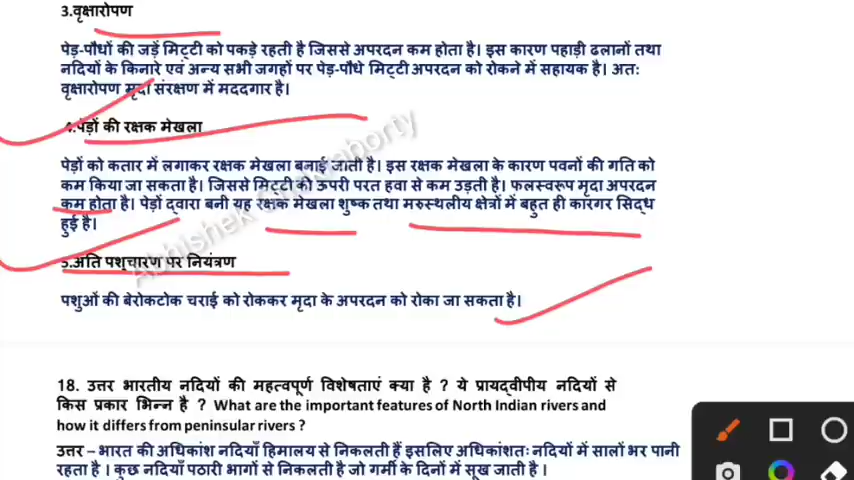 3.वृक्षारोपण
पेड़-पौधों की जड़ें मिट्टी को पकड़े रहती है जिससे अपरदन कम होता है। इस कारण पहाड़ी ढलानों तथा
नदियों के किनारे एवं अन्य सभी जगहों पर पेड़-पौधे मिट्टी अपरदन को रोकने में सहायक है। अतः
वृक्षारोपण मृदा संरक्षण में मददगार है।
4.पेड़ों की रक्षक मेखला
पेड़ों को कतार में लगाकर रक्षक मेखला बनाई जाती है। इस रक्षक मेखला के कारण पवनों की गति को
कम किया जा सकता है। जिससे मिट्टी की ऊपरी परत हवा से कम उड़ती है। फलस्वरूप मृदा अपरदन
कम होता है। पेड़ों द्वारा बनी यह रक्षक मेखला शुष्क तथा मरुस्थलीय क्षेत्रों में बहुत ही कारगर सिद्ध
हुई है।
5.अति पश्चारण पर नियंत्रण
पशुओं की बेरोकटोक चराई को रोककर मृदा के अपरदन को रोका जा सकता है।
Abhishek Chakraborty
18. उत्तर भारतीय नदियों की महत्वपूर्ण विशेषताएं क्या है ? ये प्रायद्वीपीय नदियों से
किस प्रकार भिन्न है ? What are the important features of North Indian rivers and
how it differs from peninsular rivers ?
उत्तर – भारत की अधिकांश नदियाँ हिमालय से निकलती हैं इसलिए अधिकांशतः नदियों में सालों भर पानी
रहता है । कुछ नदियाँ पठारी भागों से निकलती है जो गर्मी के दिनों में सूख जाती है ।